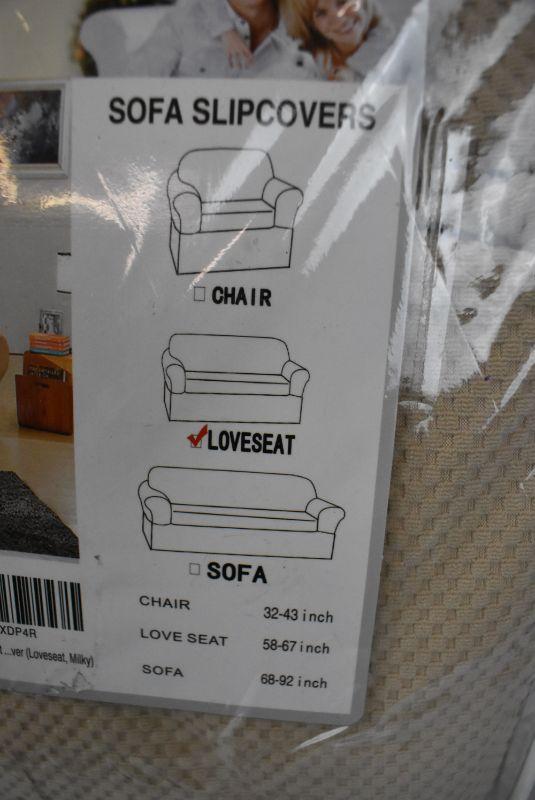 SOFA SLIPCOVERS
CHAIR
LOVESEAT
SOFA
CHAIR 32-43 inch
LOVE SEAT 58-67 inch
SOFA 68-92 inch
XDP4R
t ...ver (Loveseat, Milky)